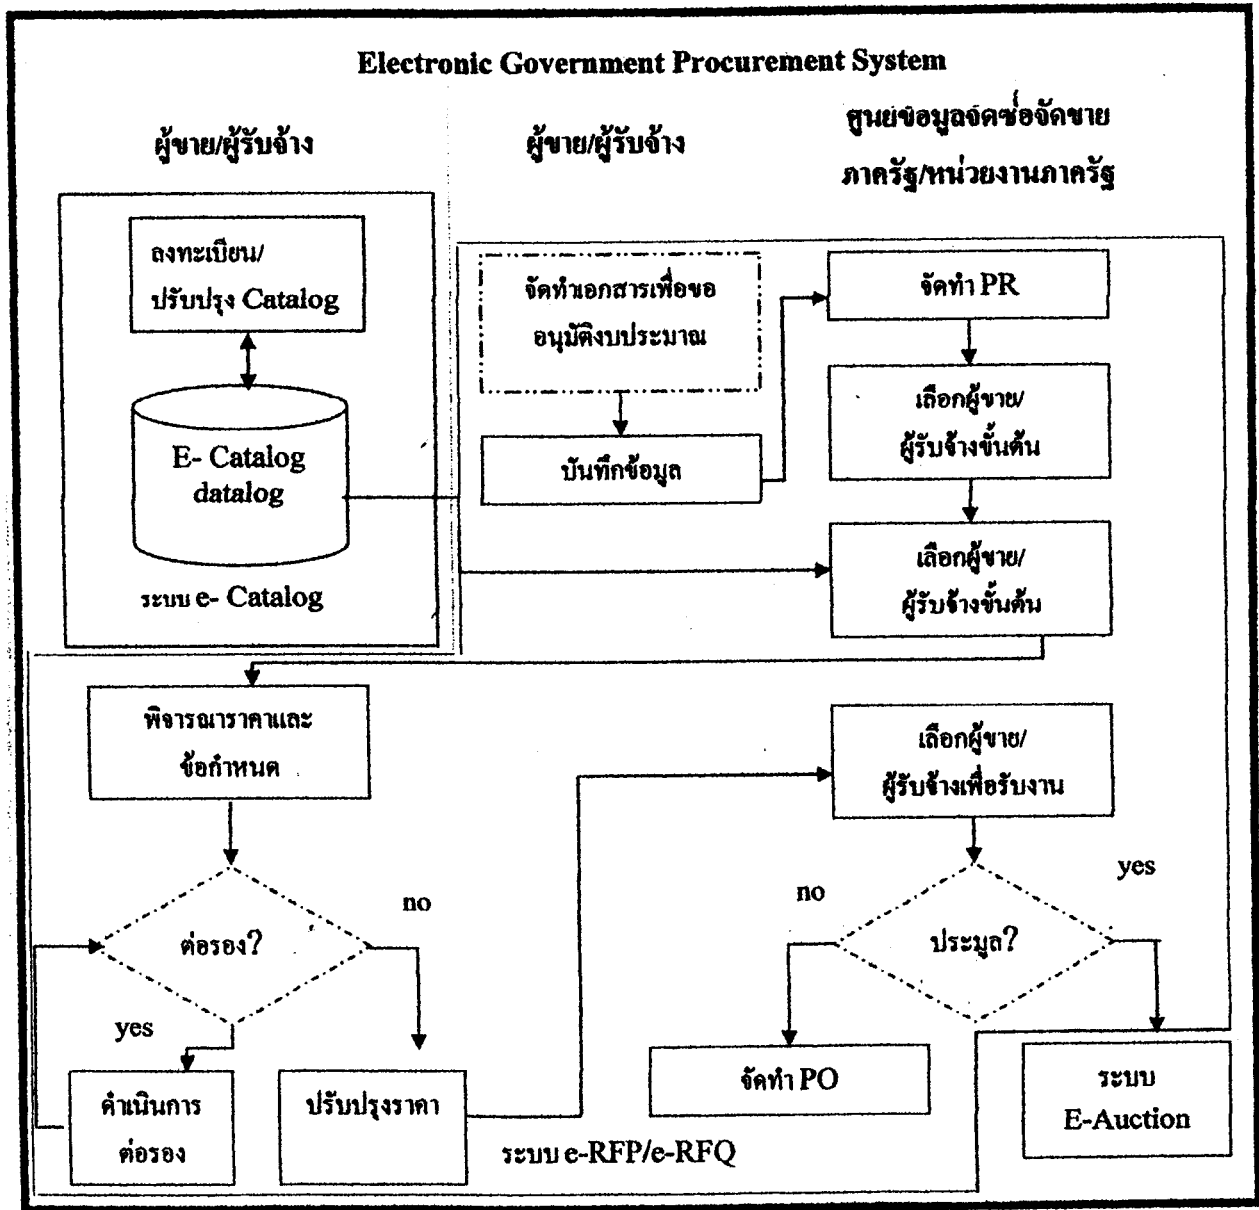 Electronic Government Procurement System
ผู้ขาย/ผู้รับจ้าง
ผู้ขาย/ผู้รับจ้าง
ศูนย์ข้อมูลจัดซื้อจัดขาย
ภาครัฐ/หน่วยงานภาครัฐ
ลงทะเบียน/
ปรับปรุง Catalog
E- Catalog
datalog
ระบบ e- Catalog
จัดทำเอกสารเพื่อขอ
อนุมัติงบประมาณ
บันทึกข้อมูล
จัดทำ PR
เลือกผู้ขาย/
ผู้รับจ้างขั้นต้น
เลือกผู้ขาย/
ผู้รับจ้างขั้นต้น
พิจารณาราคาและ
ข้อกำหนด
เลือกผู้ขาย/
ผู้รับจ้างเพื่อรับงาน
ต่อรอง?
no
yes
no
ประมูล?
yes
ดำเนินการ
ต่อรอง
ปรับปรุงราคา
จัดทำ PO
ระบบ
E-Auction
ระบบ e-RFP/e-RFQ